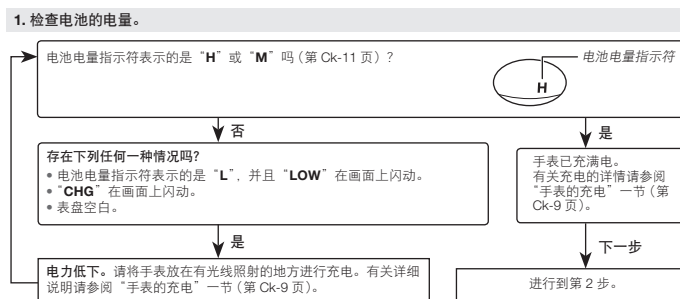 1. 检查电池的电量。
电池电量指示符表示的是“H”或“M”吗（第 Ck-11 页）？
电池电量指示符
H
否
是
存在下列任何一种情况吗？
• 电池电量指示符表示的是“L”，并且“LOW”在画面上闪动。
• “CHG”在画面上闪动。
• 表盘空白。
手表已充满电。
有关充电的详情请参阅
“手表的充电”一节（第
Ck-9 页）。
是
下一步
电力低下。请将手表放在有光线照射的地方进行充电。有关详细
说明请参阅“手表的充电”一节（第 Ck-9 页）。
进行到第 2 步。